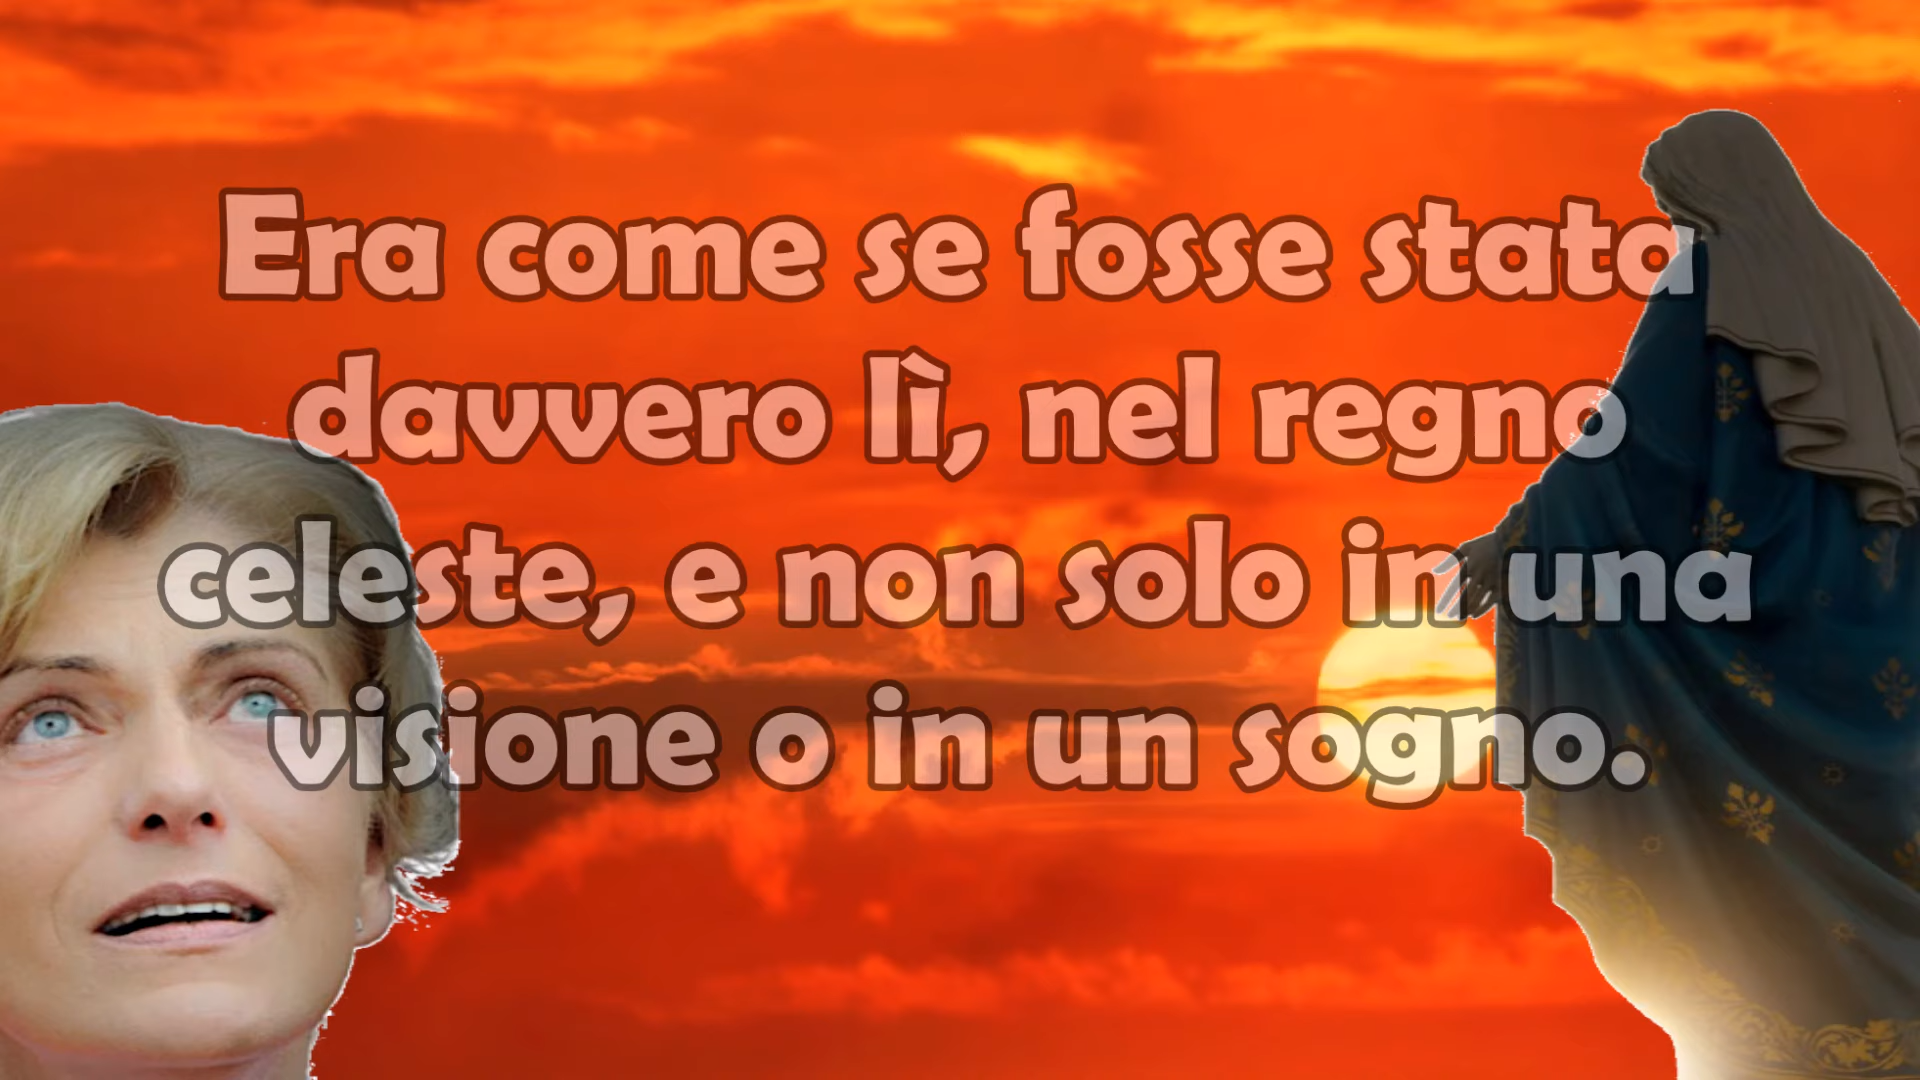 Era come se fosse stata
davvero lì, nel regno
celeste, e non solo in una
visione o in un sogno.